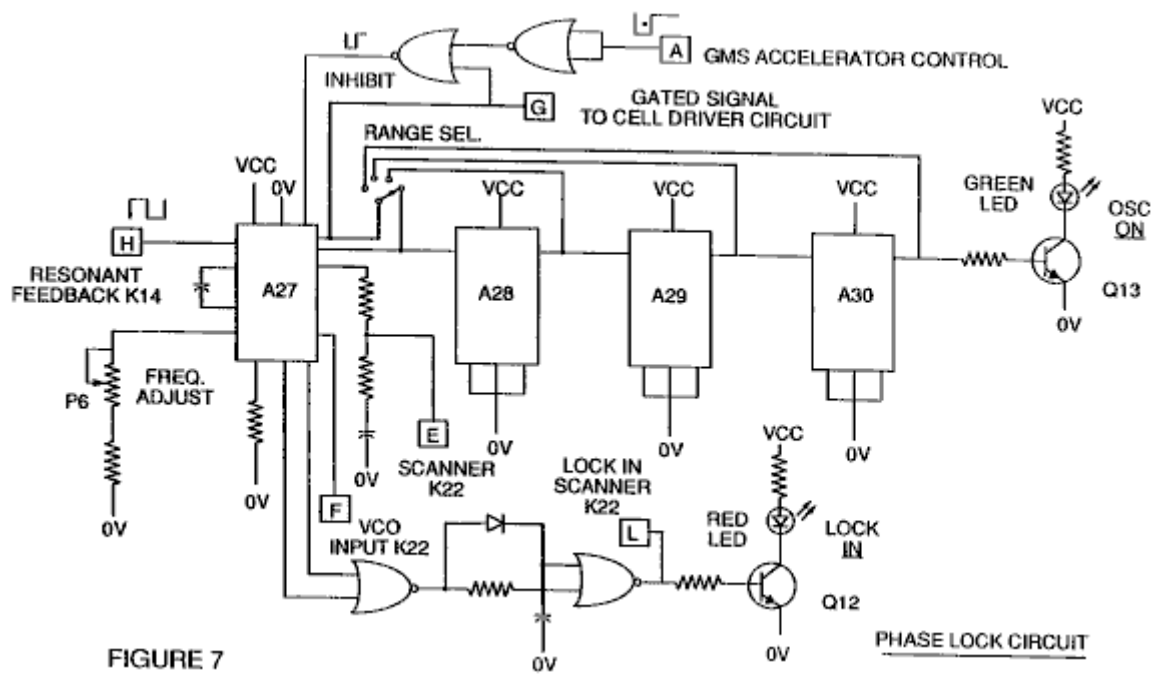 A
GMS ACCELERATOR CONTROL
INHIBIT
G
GATED SIGNAL
TO CELL DRIVER CIRCUIT
RANGE SEL.
VCC
0V
VCC
VCC
VCC
VCC
GREEN
LED
OSC
ON
Q13
0V
H
RESONANT
FEEDBACK K14
A27
A28
A29
A30
P6
FREQ.
ADJUST
0V
0V
0V
0V
0V
0V
E
SCANNER
K22
F
VCO
INPUT K22
LOCK IN
SCANNER
K22
L
VCC
RED
LED
LOCK
IN
Q12
0V
0V
FIGURE 7
PHASE LOCK CIRCUIT